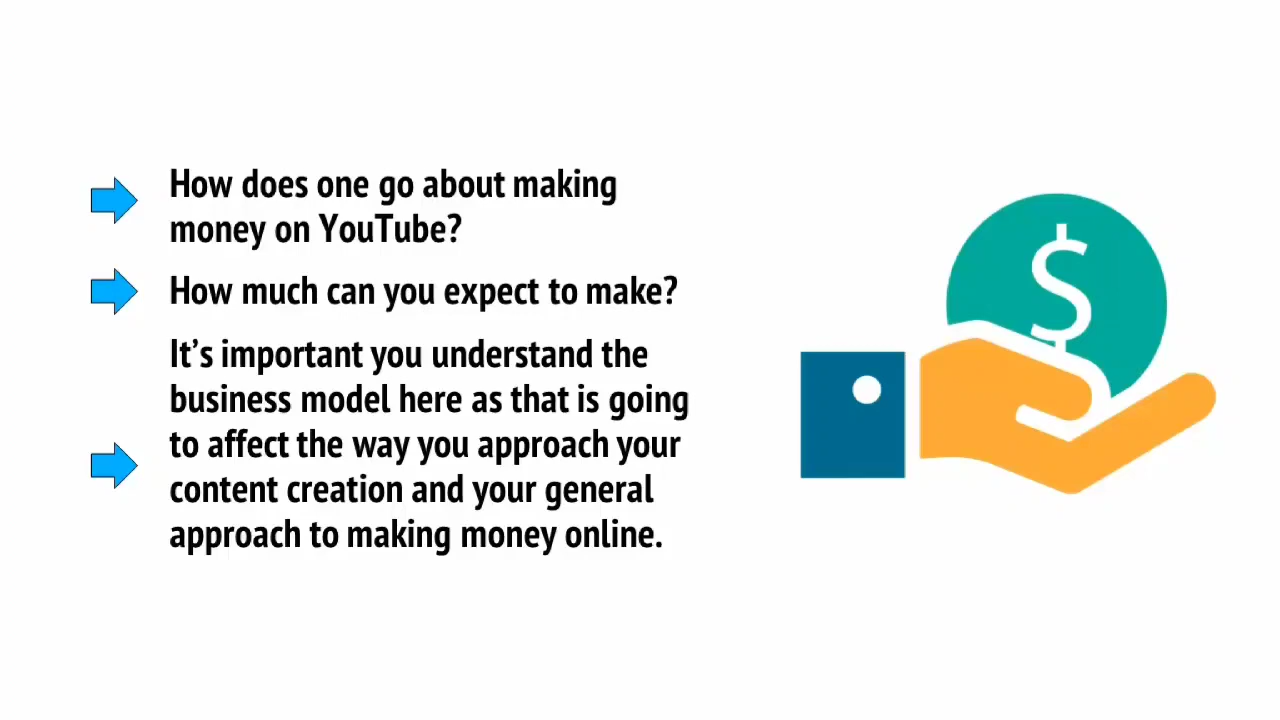 How does one go about making
money on YouTube?
How much can you expect to make?
It’s important you understand the
business model here as that is going
to affect the way you approach your
content creation and your general
approach to making money online.
$